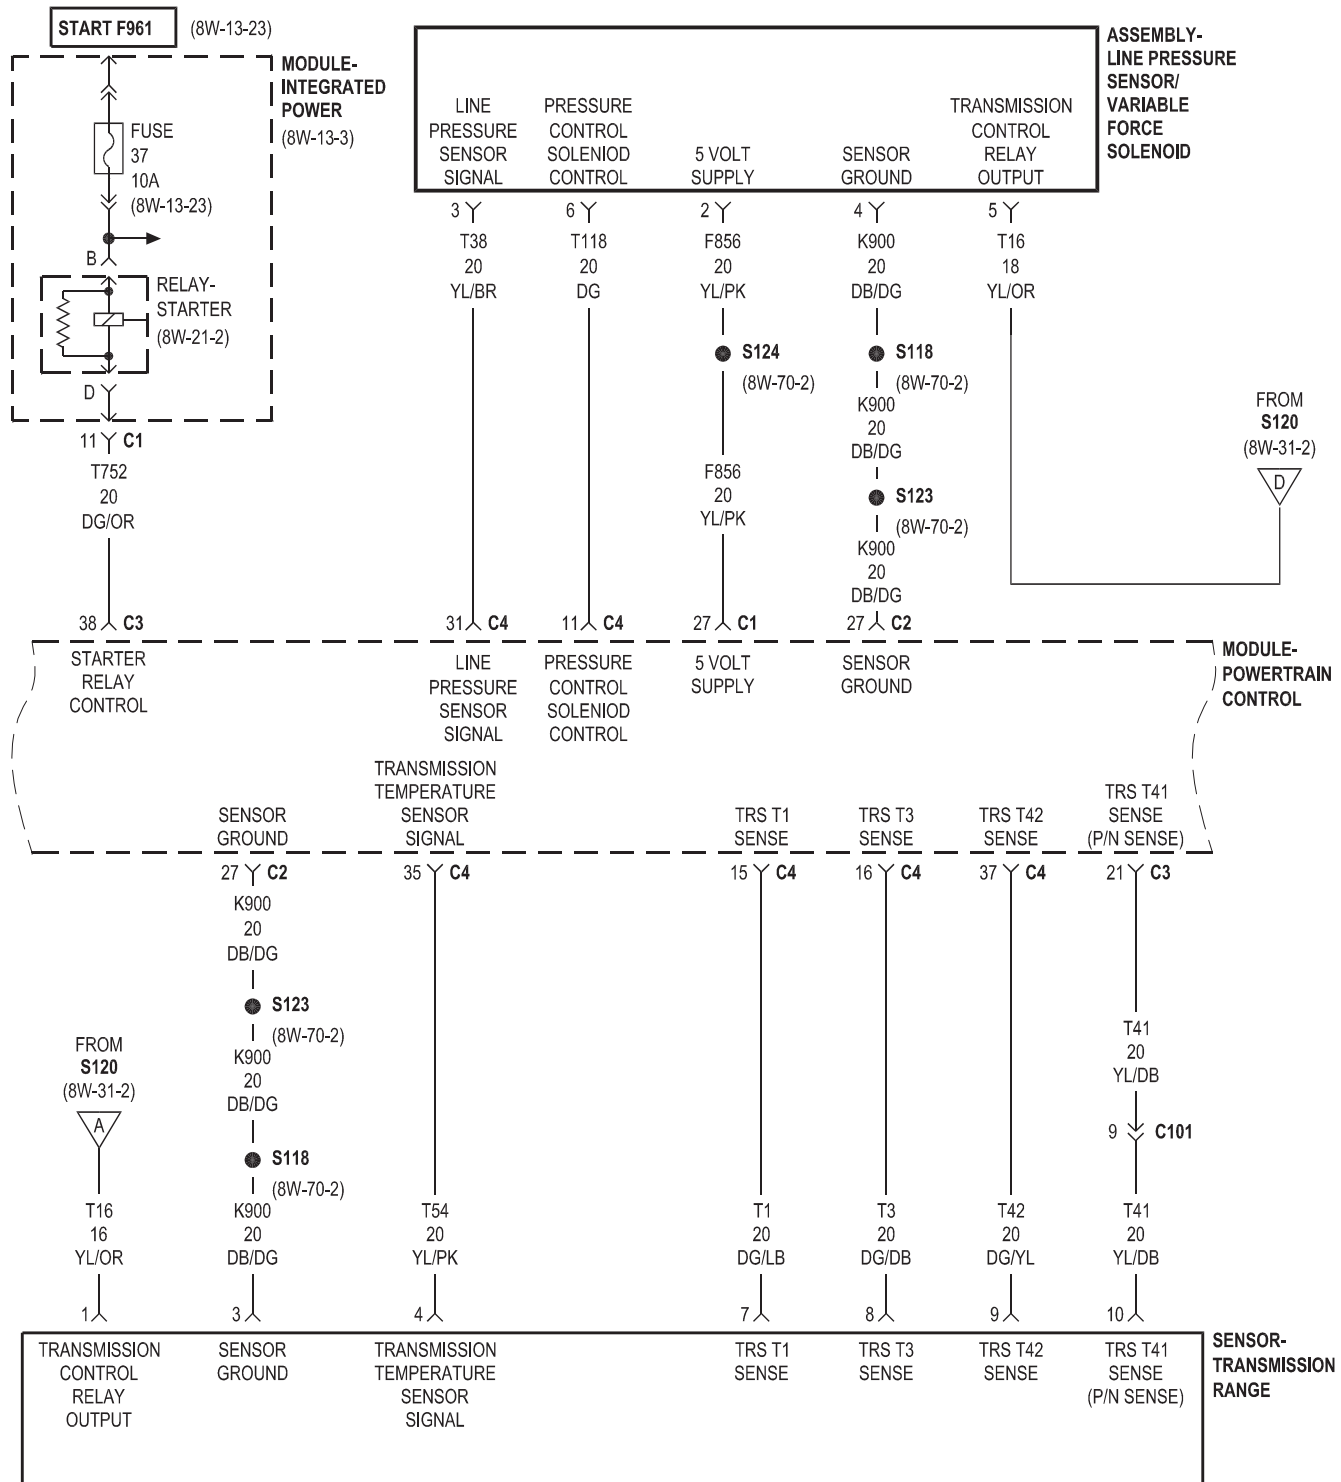 START F961 (8W-13-23)
MODULE-
INTEGRATED
POWER
(8W-13-3)
FUSE
37
10A
(8W-13-23)
B
RELAY-
STARTER
(8W-21-2)
D
11 C1
T752
20
DG/OR
38 C3
ASSEMBLY-
LINE PRESSURE
SENSOR/
VARIABLE
FORCE
SOLENOID
LINE
PRESSURE
SENSOR
SIGNAL
PRESSURE
CONTROL
SOLENIOD
CONTROL
5 VOLT
SUPPLY
SENSOR
GROUND
TRANSMISSION
CONTROL
RELAY
OUTPUT
3
T38
20
YL/BR
31 C4
6
T118
20
DG
11 C4
2
F856
20
YL/PK
S124
(8W-70-2)
F856
20
YL/PK
27 C1
4
K900
20
DB/DG
S118
(8W-70-2)
K900
20
DB/DG
S123
(8W-70-2)
K900
20
DB/DG
27 C2
5
T16
18
YL/OR
FROM
S120
(8W-31-2)
D
MODULE-
POWERTRAIN
CONTROL
STARTER
RELAY
CONTROL
LINE
PRESSURE
SENSOR
SIGNAL
PRESSURE
CONTROL
SOLENIOD
CONTROL
5 VOLT
SUPPLY
SENSOR
GROUND
SENSOR
GROUND
TRANSMISSION
TEMPERATURE
SENSOR
SIGNAL
TRS T1
SENSE
TRS T3
SENSE
TRS T42
SENSE
TRS T41
SENSE
(P/N SENSE)
FROM
S120
(8W-31-2)
A
T16
16
YL/OR
1
27 C2
K900
20
DB/DG
S123
(8W-70-2)
K900
20
DB/DG
S118
(8W-70-2)
K900
20
DB/DG
3
35 C4
T54
20
YL/PK
4
15 C4
T1
20
DG/LB
7
16 C4
T3
20
DG/DB
8
37 C4
T42
20
DG/YL
9
21 C3
T41
20
YL/DB
9 C101
T41
20
YL/DB
10
SENSOR-
TRANSMISSION
RANGE
TRANSMISSION
CONTROL
RELAY
OUTPUT
SENSOR
GROUND
TRANSMISSION
TEMPERATURE
SENSOR
SIGNAL
TRS T1
SENSE
TRS T3
SENSE
TRS T42
SENSE
TRS T41
SENSE
(P/N SENSE)